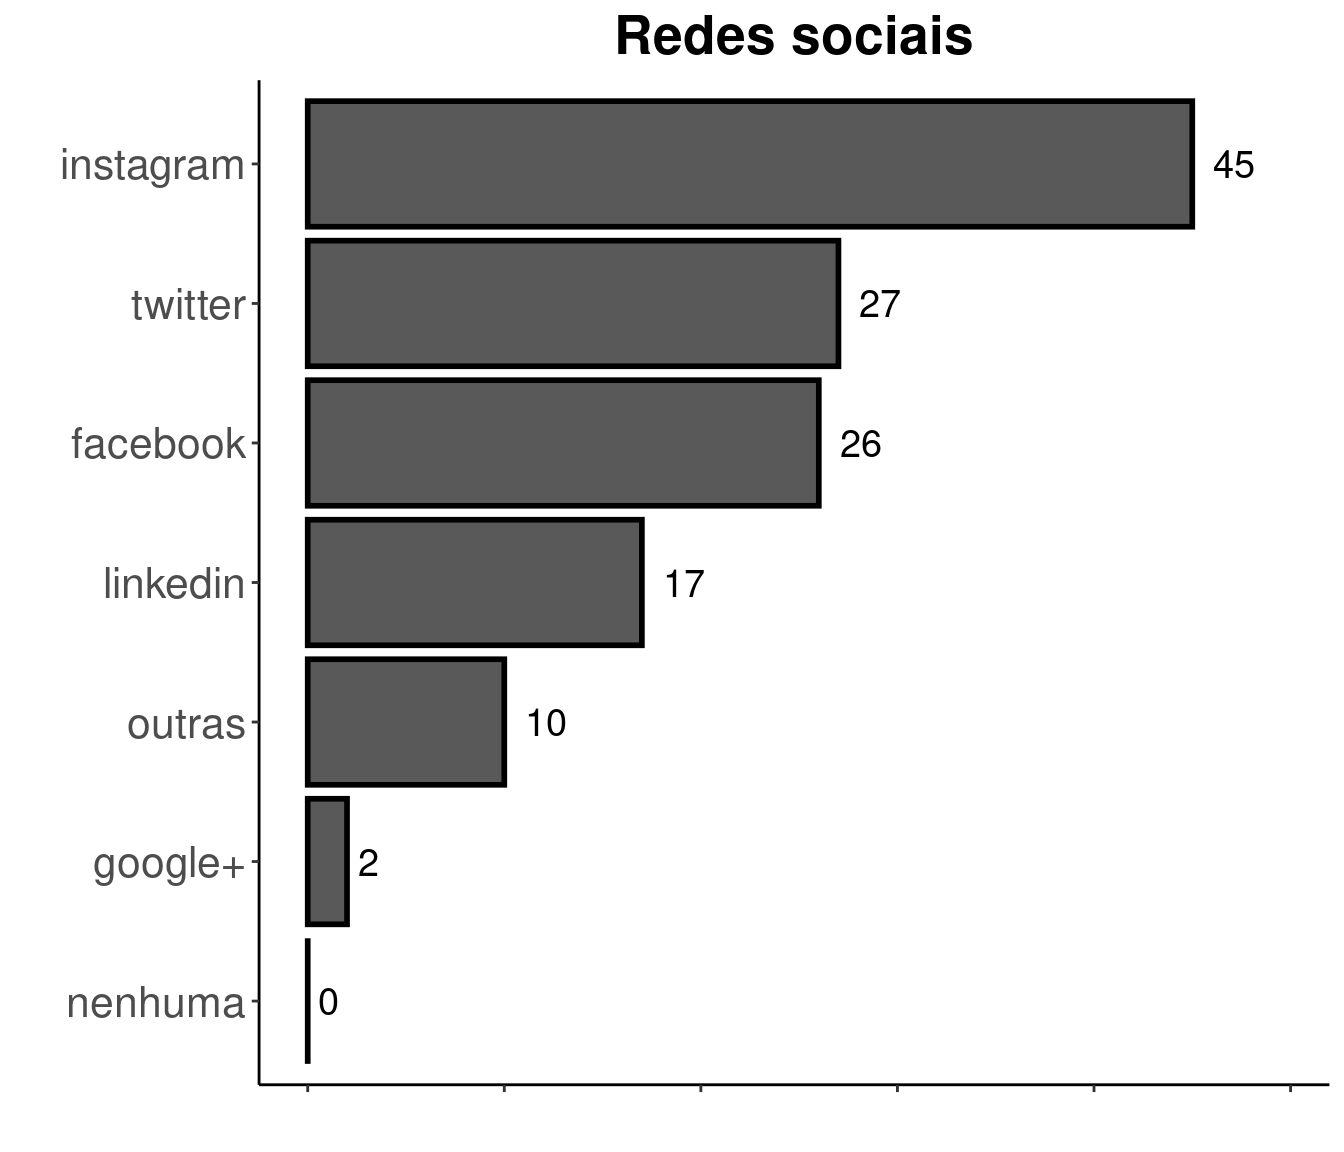 Redes sociais
instagram 45
twitter 27
facebook 26
linkedin 17
outras 10
google+ 2
nenhuma 0